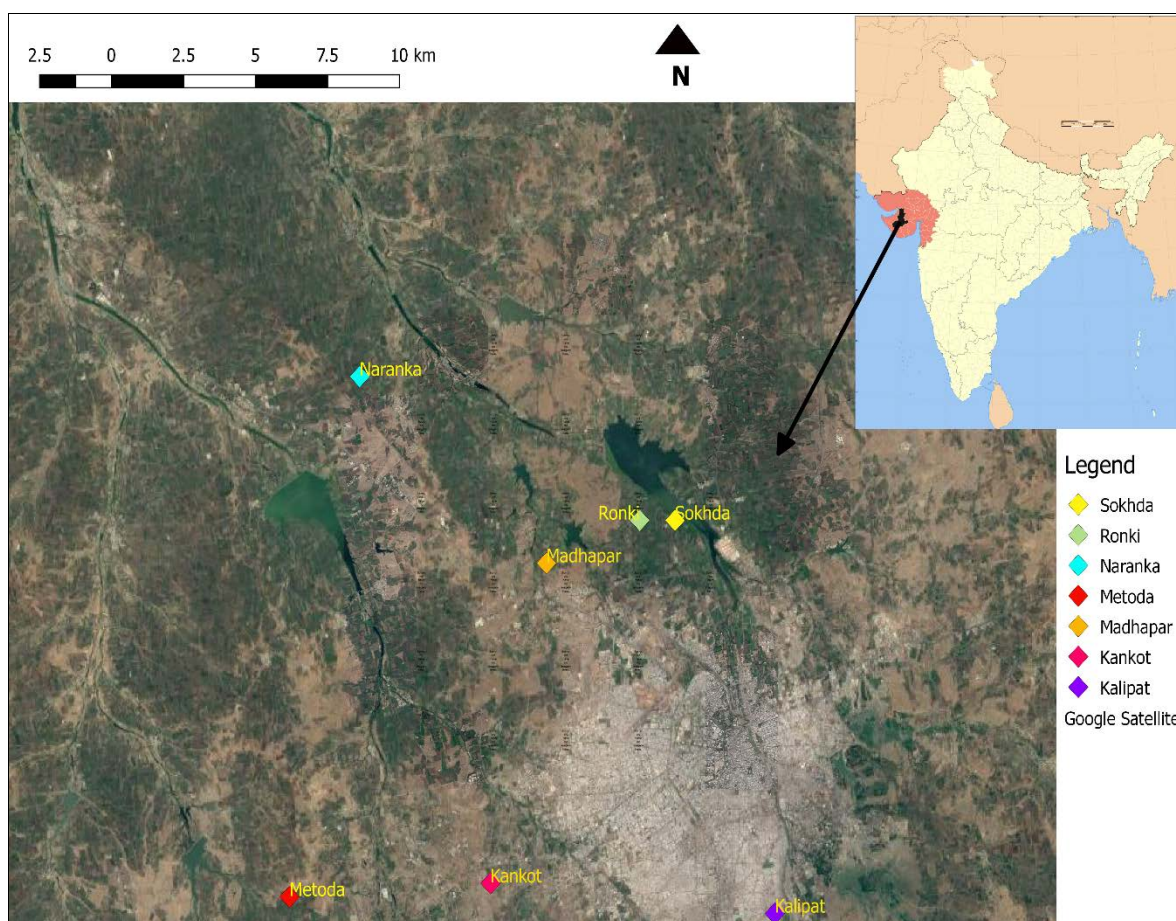 2.5 0 2.5 5 7.5 10 km
N
Naranka
Ronki
Sokhda
Madhapar
Kankot
Metoda
Kalipat
Legend
Sokhda
Ronki
Naranka
Metoda
Madhapar
Kankot
Kalipat
Google Satellite